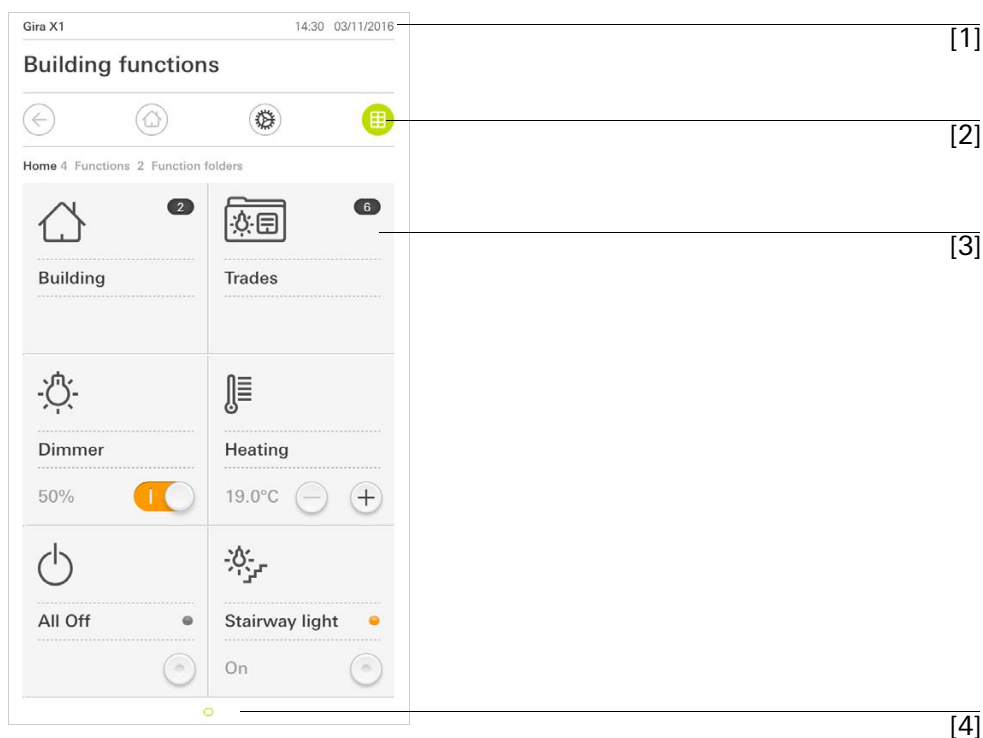 Gira X1 14:30 03/11/2016
[1]
Building functions
[2]
Home 4 Functions 2 Function folders
2 6
[3]
Building Trades
Dimmer Heating
50% 19.0°C
All Off Stairway light
On
[4]